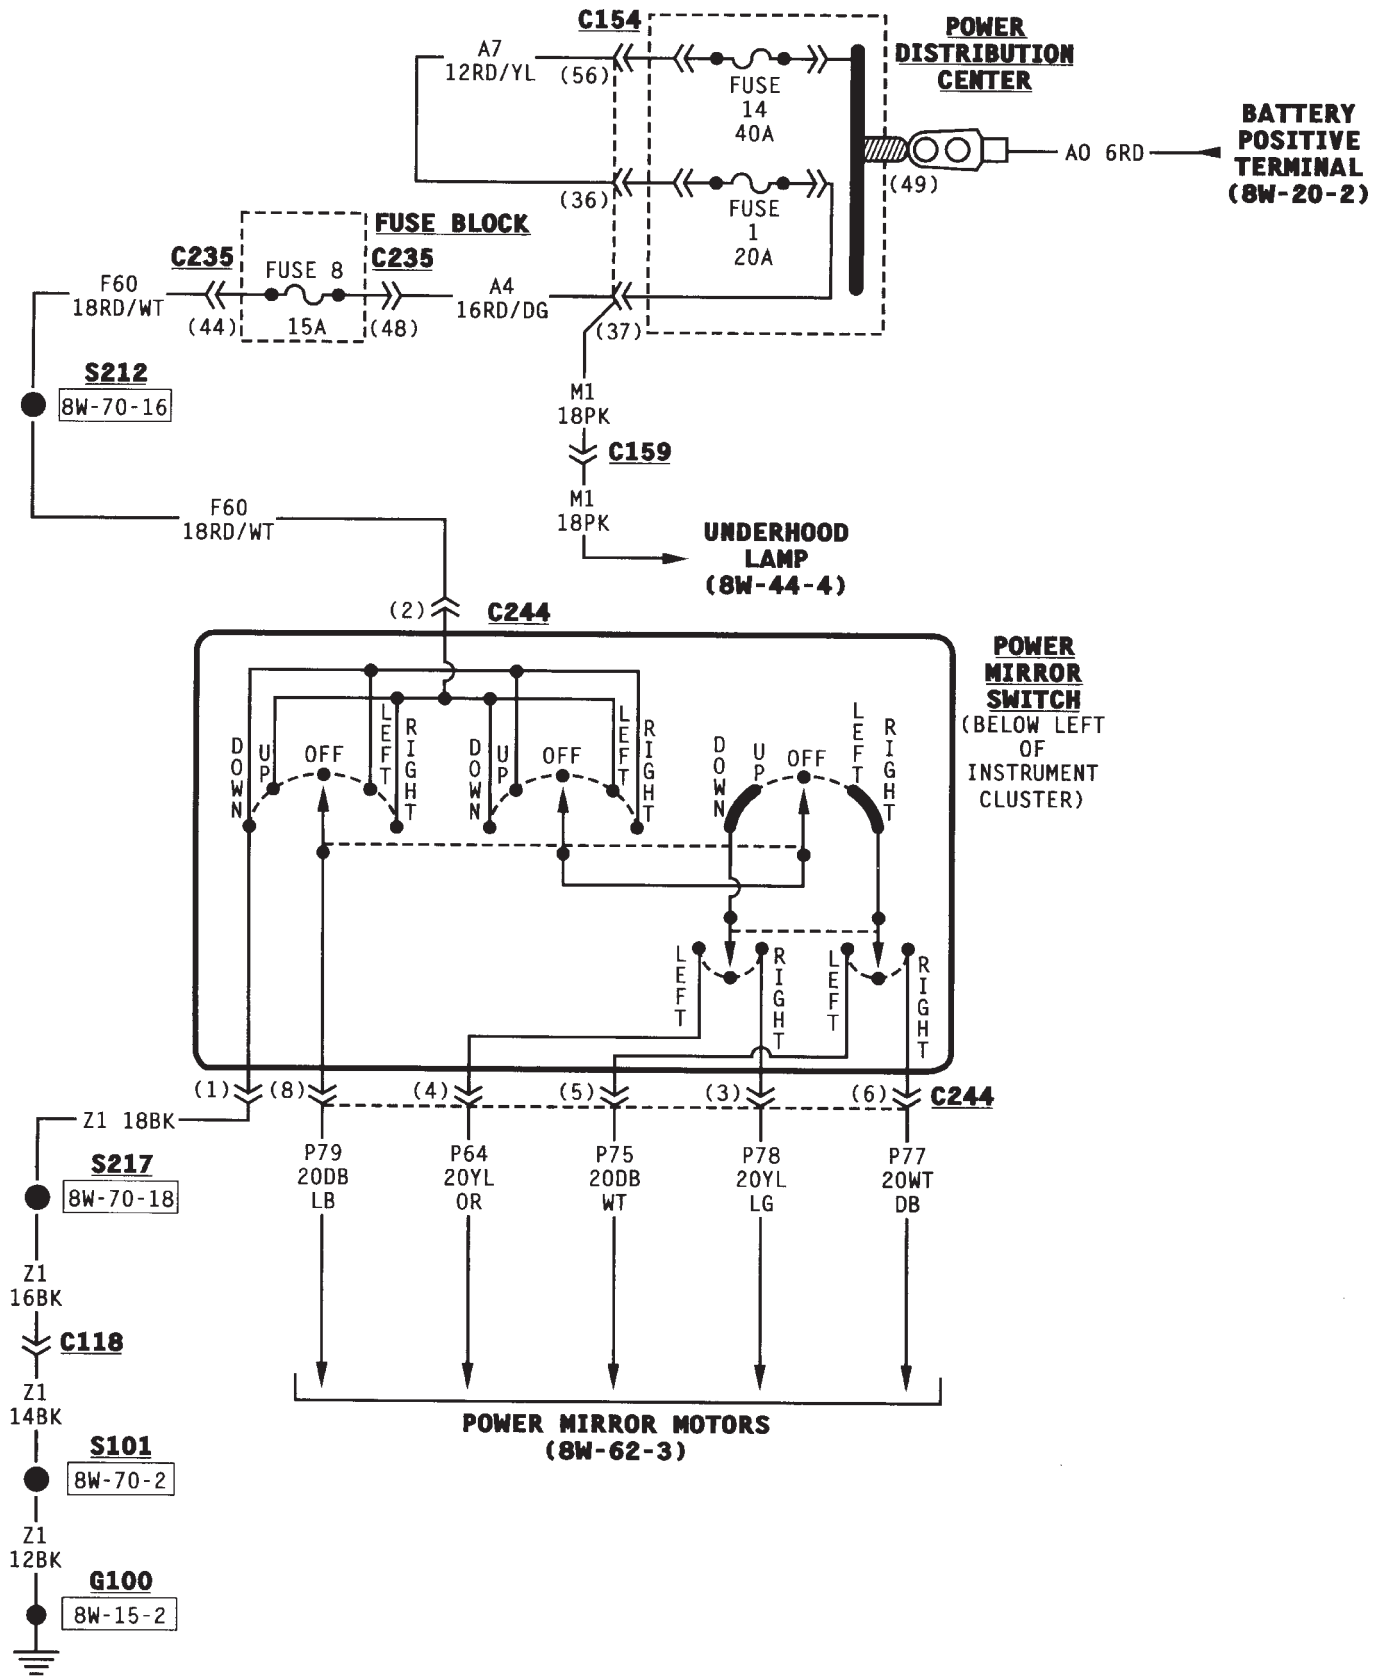 C154
POWER
DISTRIBUTION
CENTER
A7
12RD/YL
(56)
FUSE
14
40A
BATTERY
POSITIVE
TERMINAL
(8W-20-2)
A0 6RD
(49)
(36)
FUSE
1
20A
FUSE BLOCK
C235
C235
FUSE 8
15A
F60
18RD/WT
(44)
(48)
A4
16RD/DG
(37)
S212
8W-70-16
M1
18PK
C159
M1
18PK
F60
18RD/WT
UNDERHOOD
LAMP
(8W-44-4)
(2)
C244
POWER
MIRROR
SWITCH
(BELOW LEFT
OF
INSTRUMENT
CLUSTER)
DOWN
UP
OFF
LEFT
RIGHT
DOWN
UP
OFF
LEFT
RIGHT
DOWN
UP
OFF
LEFT
RIGHT
LEFT
RIGHT
LEFT
RIGHT
(1)
(8)
(4)
(5)
(3)
(6)
C244
Z1 18BK
P79
20DB
LB
P64
20YL
OR
P75
20DB
WT
P78
20YL
LG
P77
20WT
DB
S217
8W-70-18
Z1
16BK
C118
Z1
14BK
POWER MIRROR MOTORS
(8W-62-3)
S101
8W-70-2
Z1
12BK
G100
8W-15-2